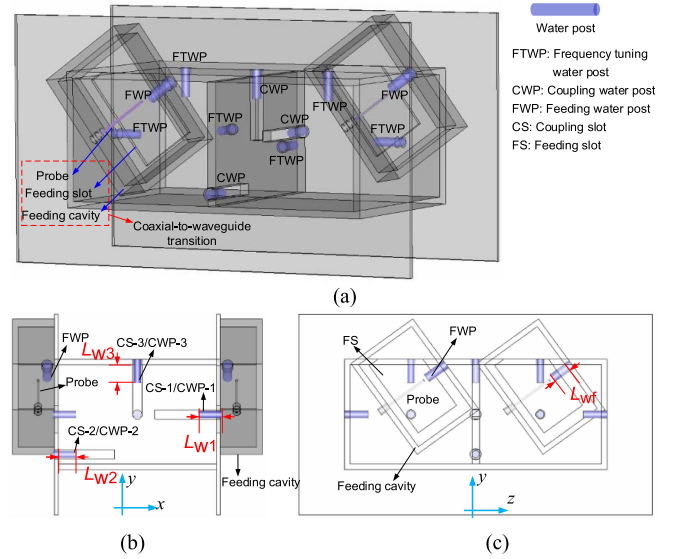 Water post
FTWP: Frequency tuning
water post
CWP: Coupling water post
FWP: Feeding water post
CS: Coupling slot
FS: Feeding slot
FTWP
FTWP
FWP
CWP
FWP
FTWP
FTWP
CWP
FTWP
FTWP
CWP
Probe
Feeding slot
Feeding cavity
Coaxial-to-waveguide
transition
(a)
FWP
CS-3/CWP-3
LW3
Probe
CS-1/CWP-1
CS-2/CWP-2
LW1
LW2
y
x
Feeding cavity
(b)
FS
FWP
Probe
Lwf
Feeding cavity
y
z
(c)